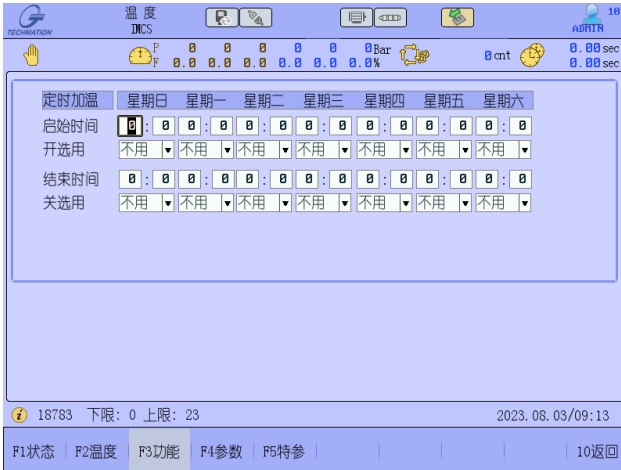 TECHMATION 温 度 DMCS ADMIN 10
P 0 0 0 0 0 0Bar 0 cnt 0.00sec
F 0.0 0.0 0.0 0.0 0.0 0.0% 0.00sec
定时加温 星期日 星期一 星期二 星期三 星期四 星期五 星期六
启始时间 0 : 0 0 : 0 0 : 0 0 : 0 0 : 0 0 : 0 0 : 0
开选用 不用 不用 不用 不用 不用 不用 不用
结束时间 0 : 0 0 : 0 0 : 0 0 : 0 0 : 0 0 : 0 0 : 0
关选用 不用 不用 不用 不用 不用 不用 不用
i 18783 下限: 0 上限: 23 2023.08.03/09:13
F1状态 F2温度 F3功能 F4参数 F5特参 10返回